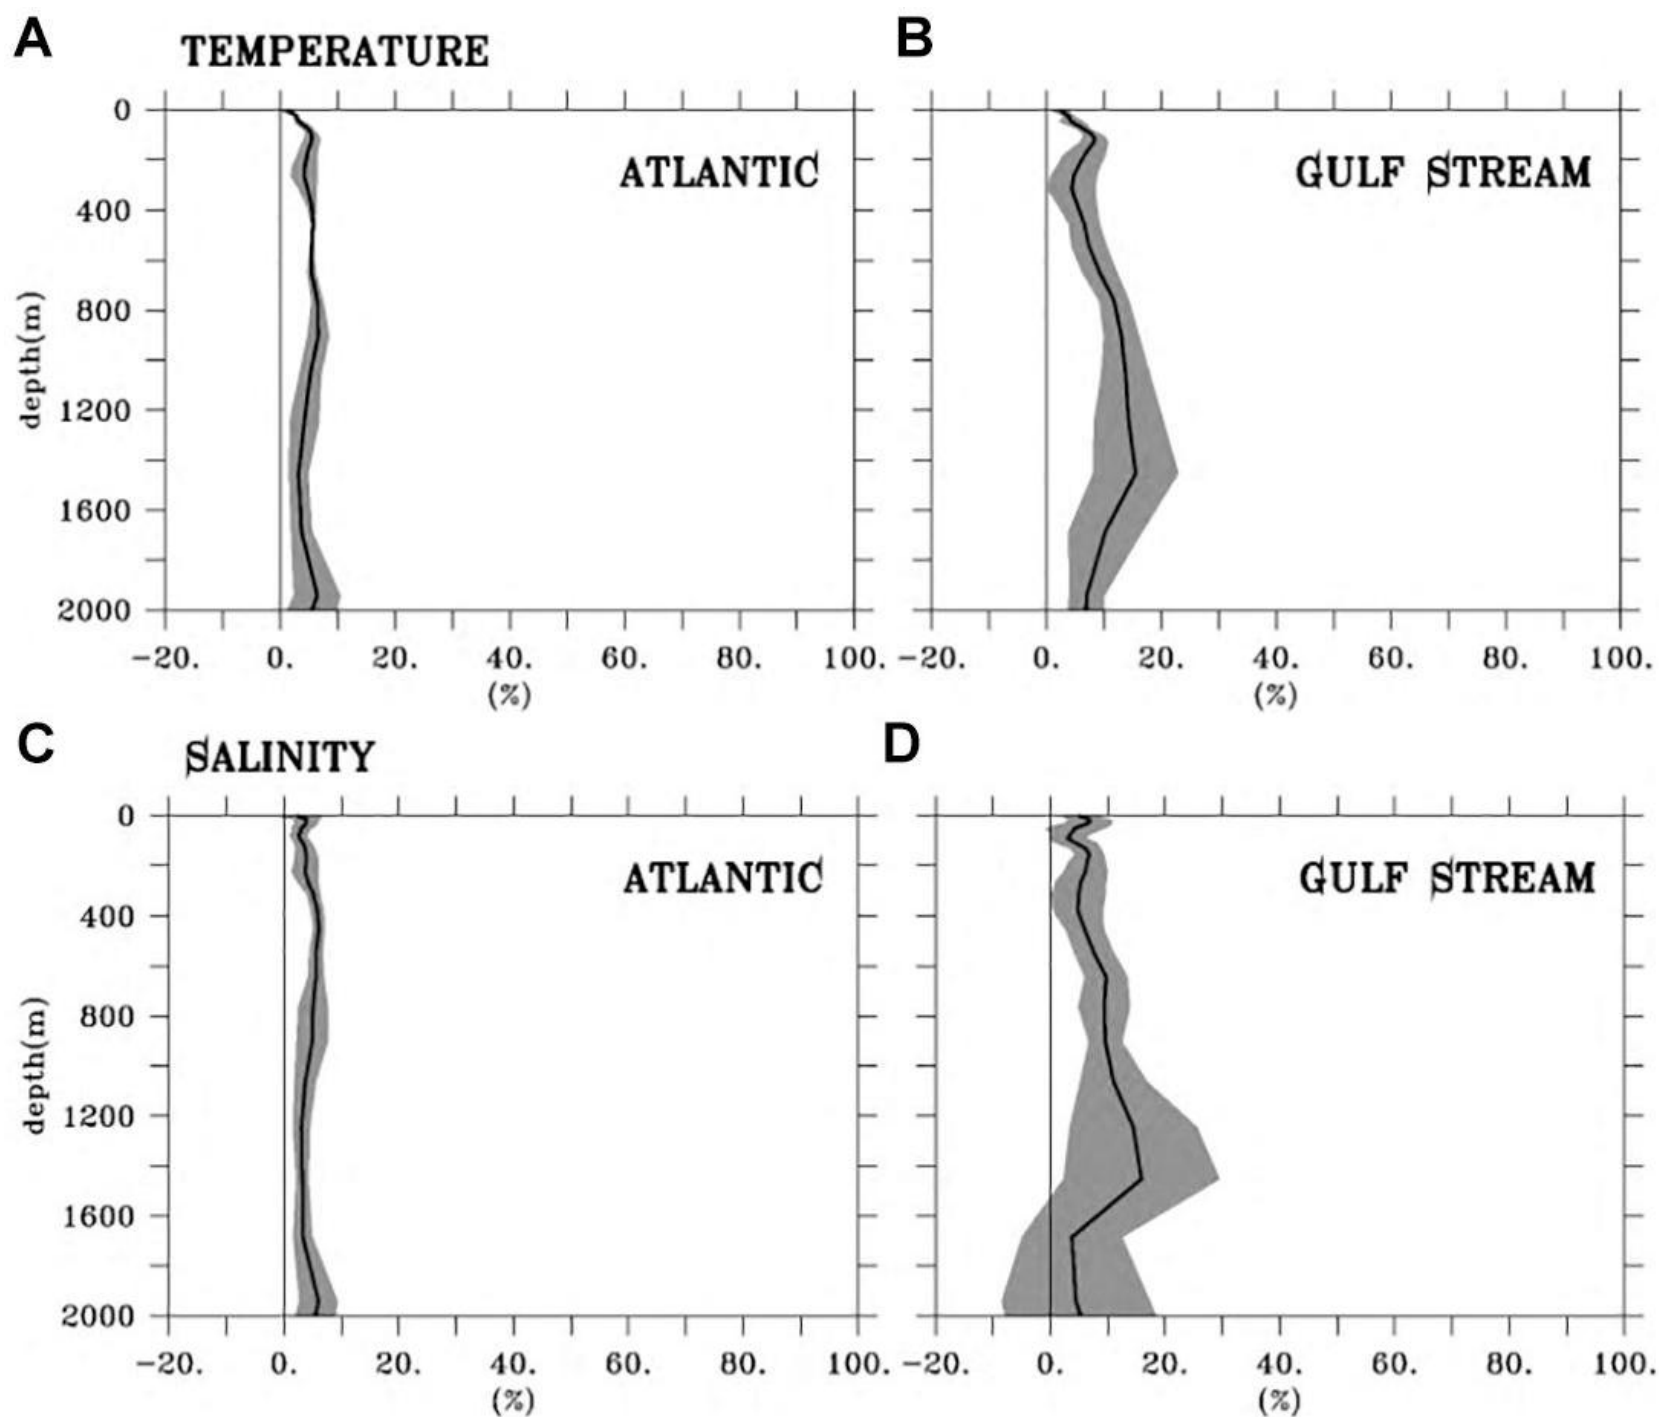 A
B
TEMPERATURE
0
400
800
1200
1600
2000
depth(m)
ATLANTIC
GULF STREAM
-20. 0. 20. 40. 60. 80. 100.
-20. 0. 20. 40. 60. 80. 100.
(%)
(%)
C
D
SALINITY
0
400
800
1200
1600
2000
depth(m)
ATLANTIC
GULF STREAM
-20. 0. 20. 40. 60. 80. 100.
-20. 0. 20. 40. 60. 80. 100.
(%)
(%)